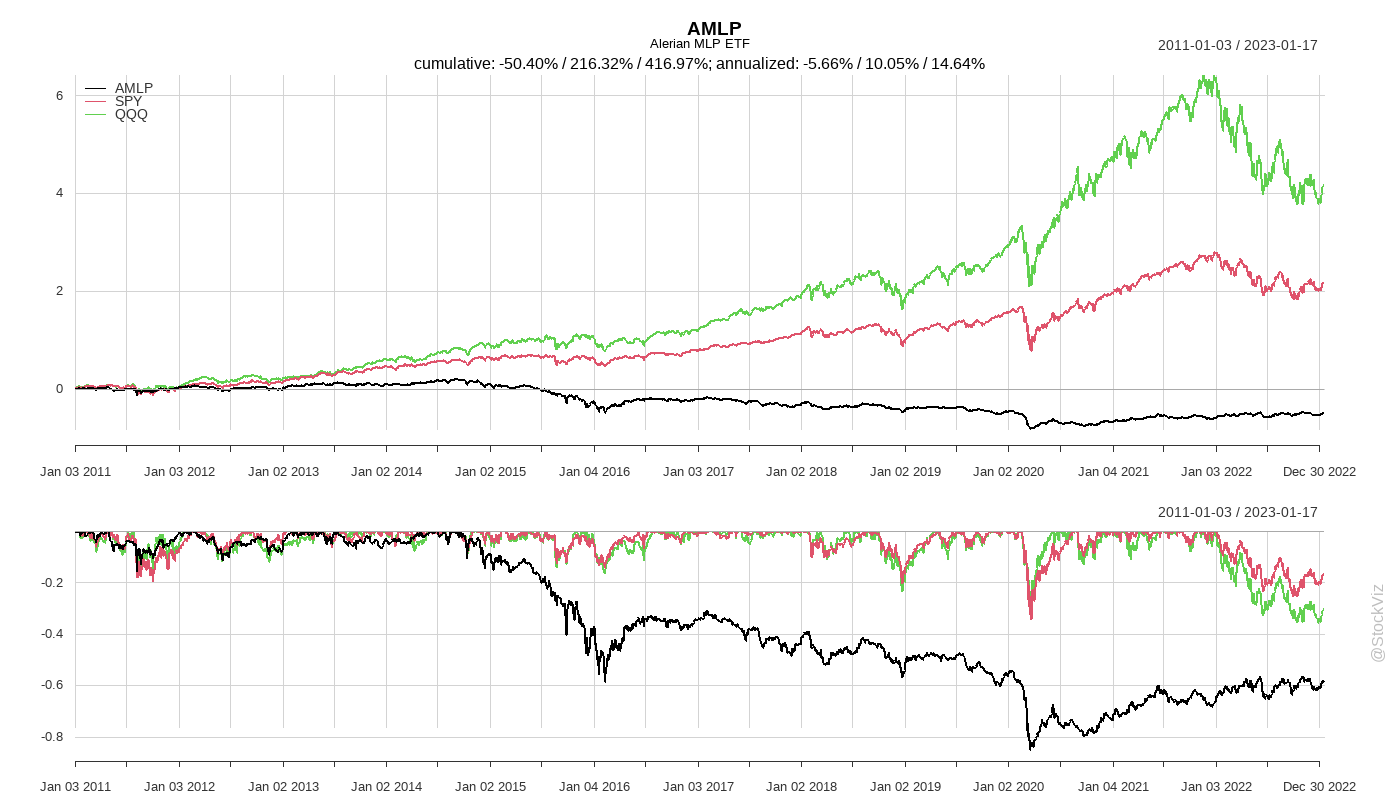 AMLP
Alerian MLP ETF
2011-01-03 / 2023-01-17
cumulative: -50.40% / 216.32% / 416.97%; annualized: -5.66% / 10.05% / 14.64%
AMLP
SPY
QQQ
6
4
2
0
Jan 03 2011 Jan 03 2012 Jan 02 2013 Jan 02 2014 Jan 02 2015 Jan 04 2016 Jan 03 2017 Jan 02 2018 Jan 02 2019 Jan 02 2020 Jan 04 2021 Jan 03 2022 Dec 30 2022
2011-01-03 / 2023-01-17
-0.2
-0.4
-0.6
-0.8
Jan 03 2011 Jan 03 2012 Jan 02 2013 Jan 02 2014 Jan 02 2015 Jan 04 2016 Jan 03 2017 Jan 02 2018 Jan 02 2019 Jan 02 2020 Jan 04 2021 Jan 03 2022 Dec 30 2022
@StockViz